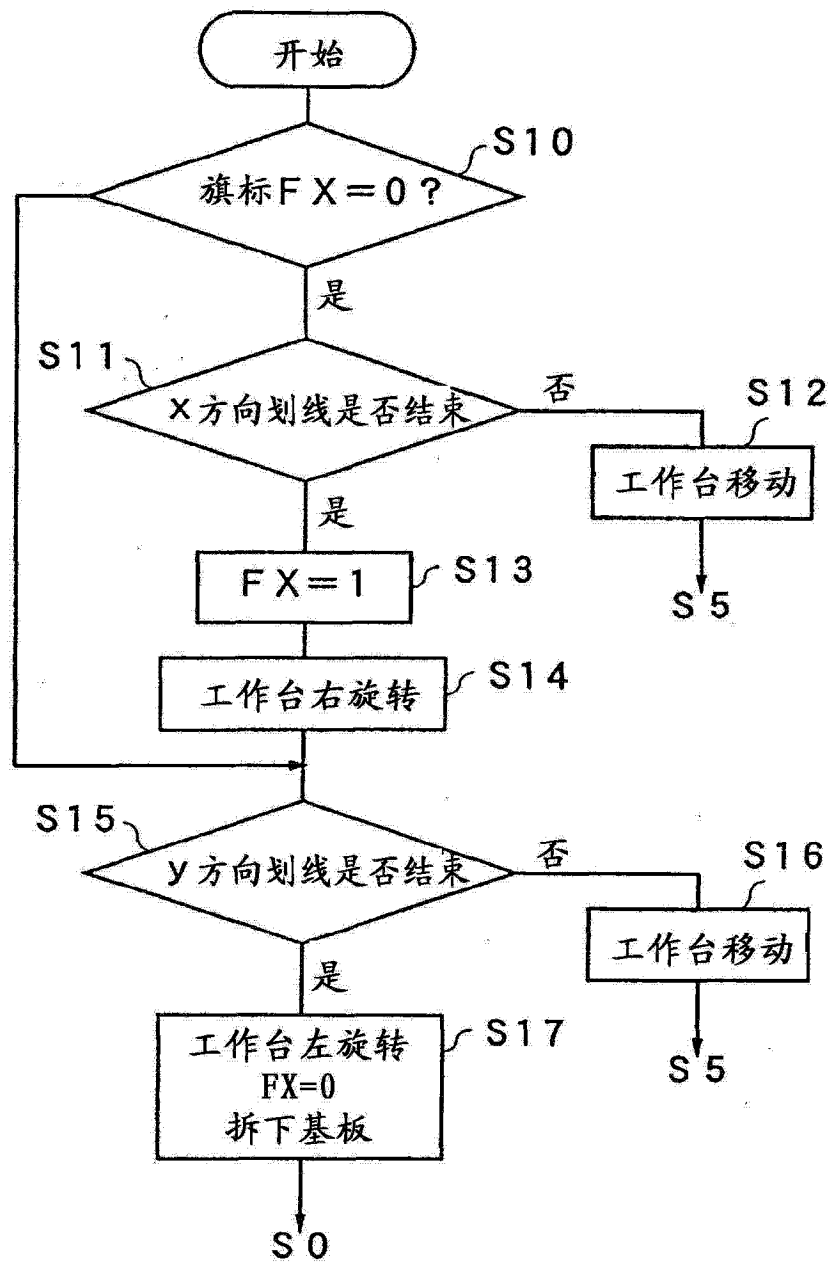 开始
S10
旗标FX=0?
是
S11
x方向划线是否结束
否
S12
工作台移动
S5
是
FX=1
S13
工作台右旋转
S14
S15
y方向划线是否结束
否
S16
工作台移动
S5
是
工作台左旋转
FX=0
拆下基板
S17
S0